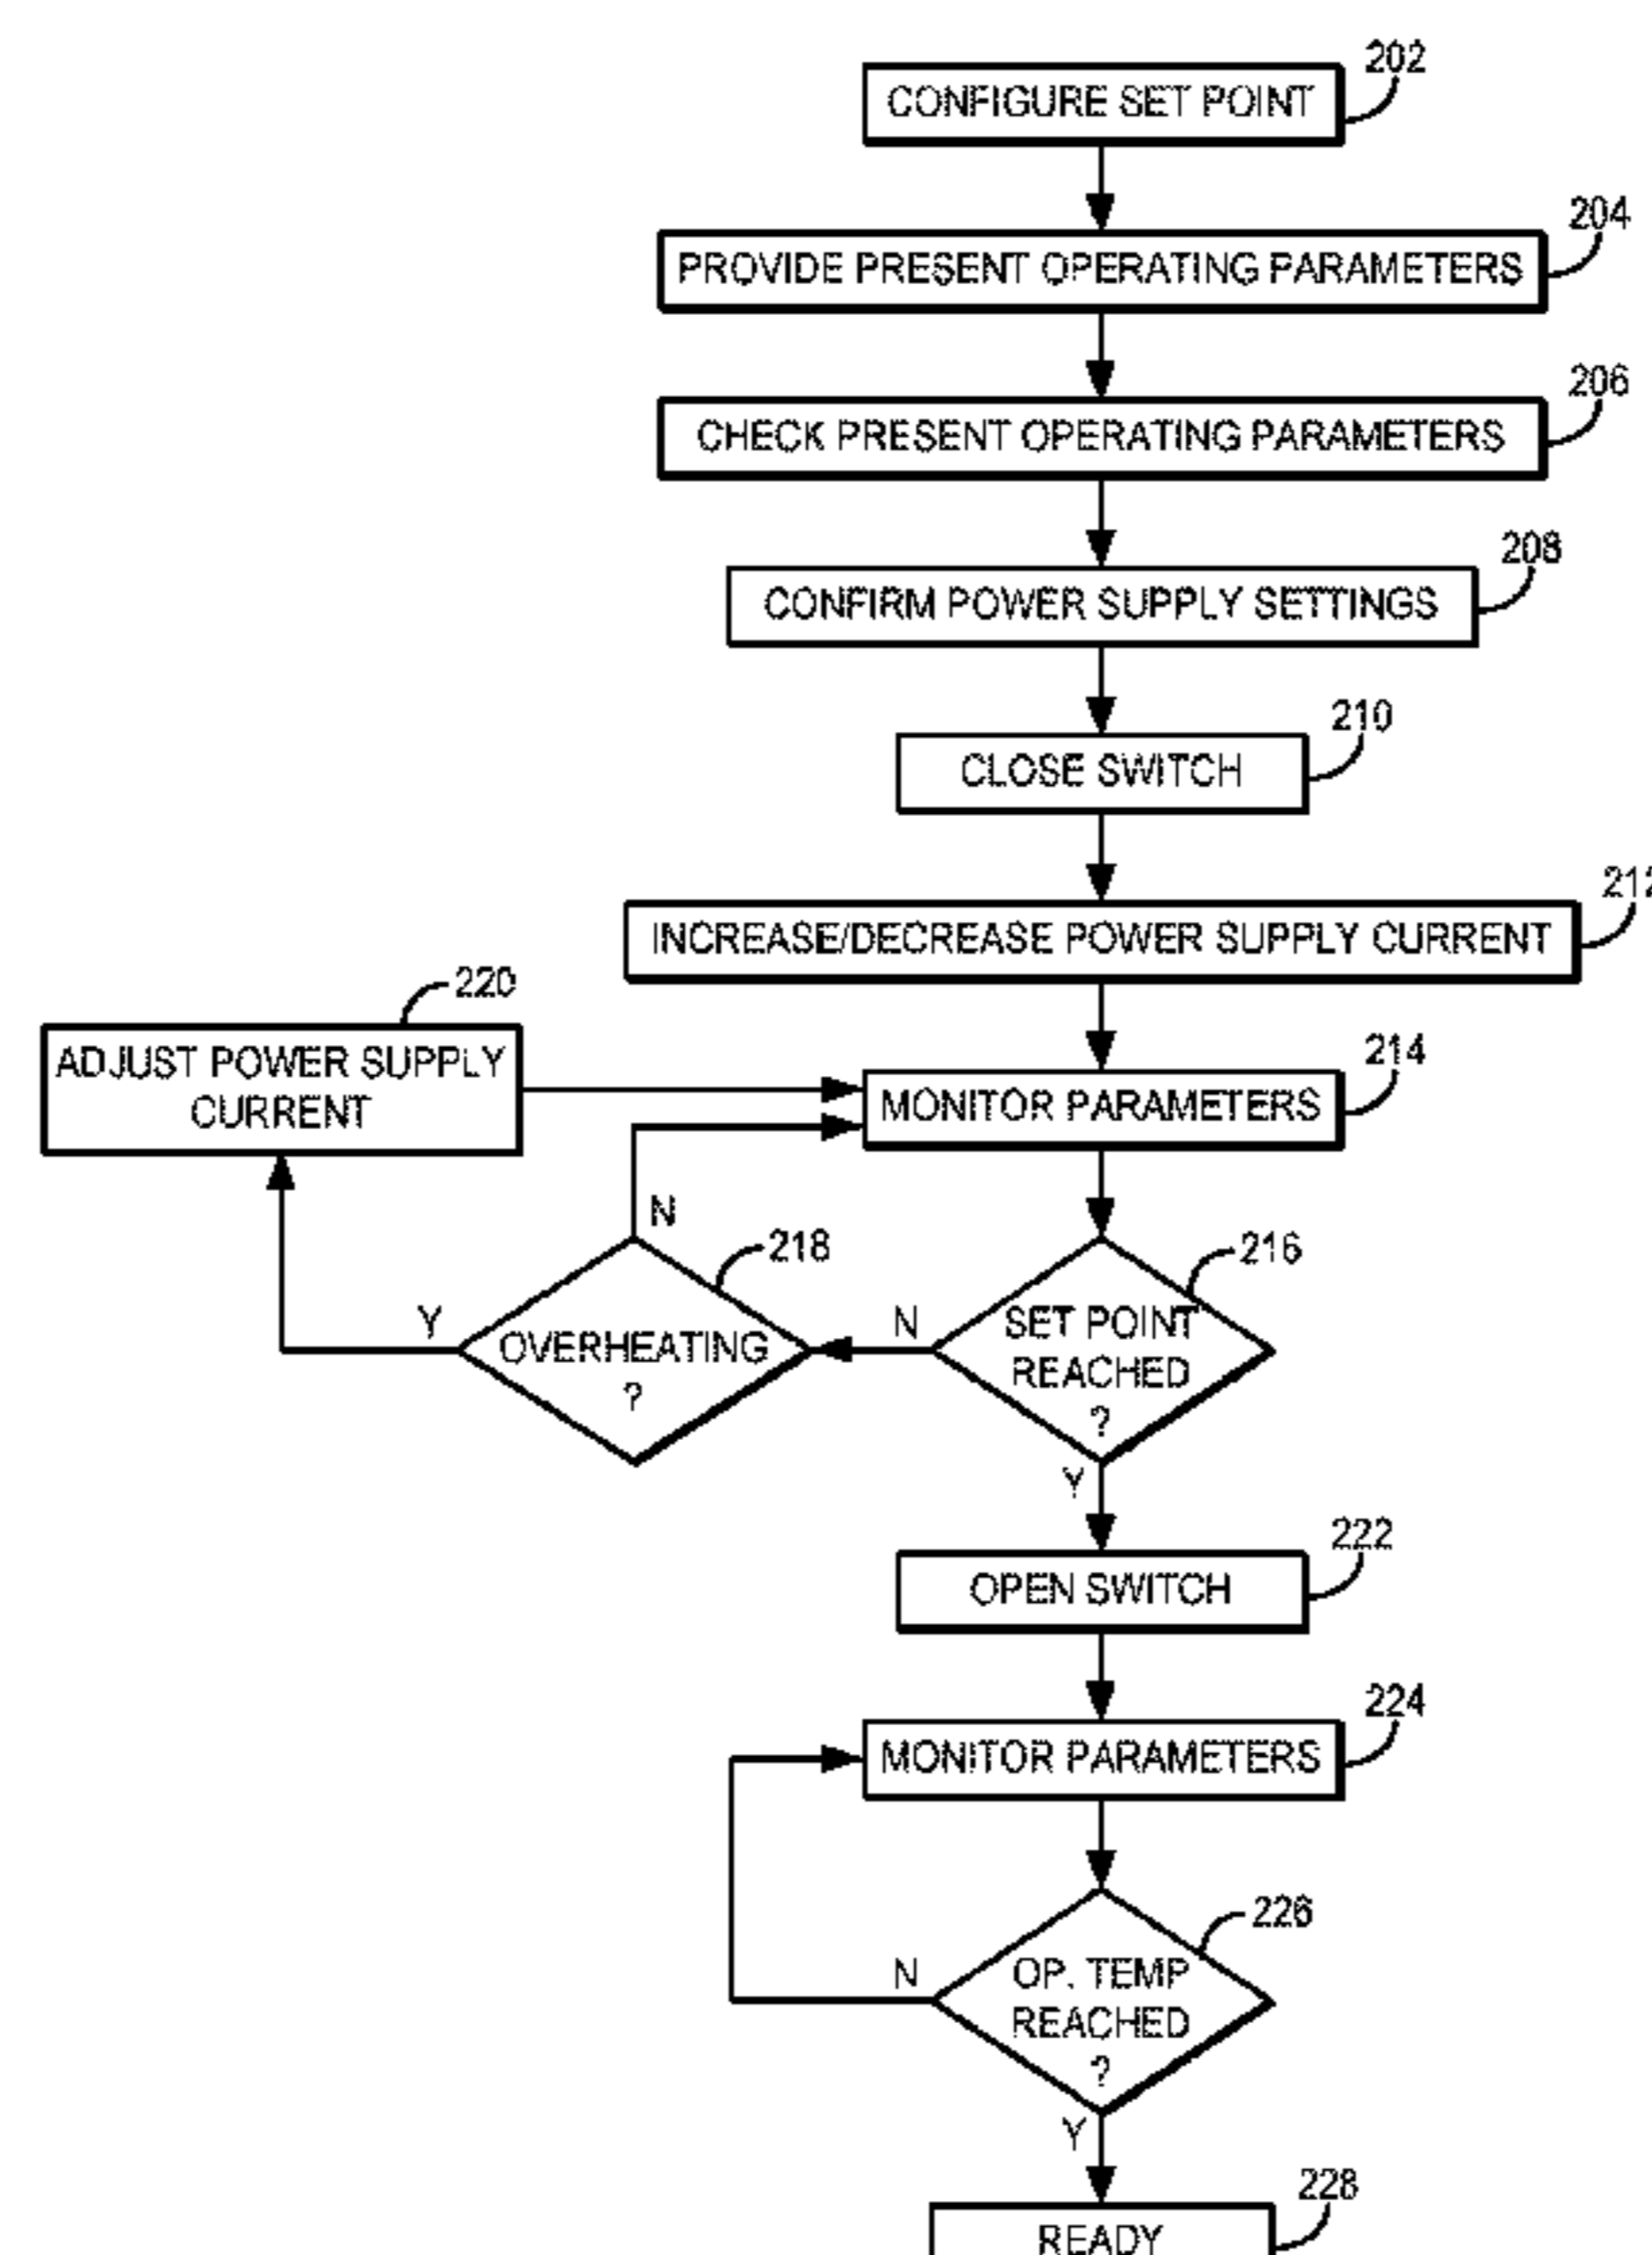 202
CONFIGURE SET POINT
204
PROVIDE PRESENT OPERATING PARAMETERS
206
CHECK PRESENT OPERATING PARAMETERS
208
CONFIRM POWER SUPPLY SETTINGS
210
CLOSE SWITCH
212
INCREASE/DECREASE POWER SUPPLY CURRENT
220
ADJUST POWER SUPPLY
CURRENT
214
MONITOR PARAMETERS
N
218
216
Y
OVERHEATING
?
N
SET POINT
REACHED
?
Y
222
OPEN SWITCH
224
MONITOR PARAMETERS
226
N
OP. TEMP
REACHED
?
Y
228
READY